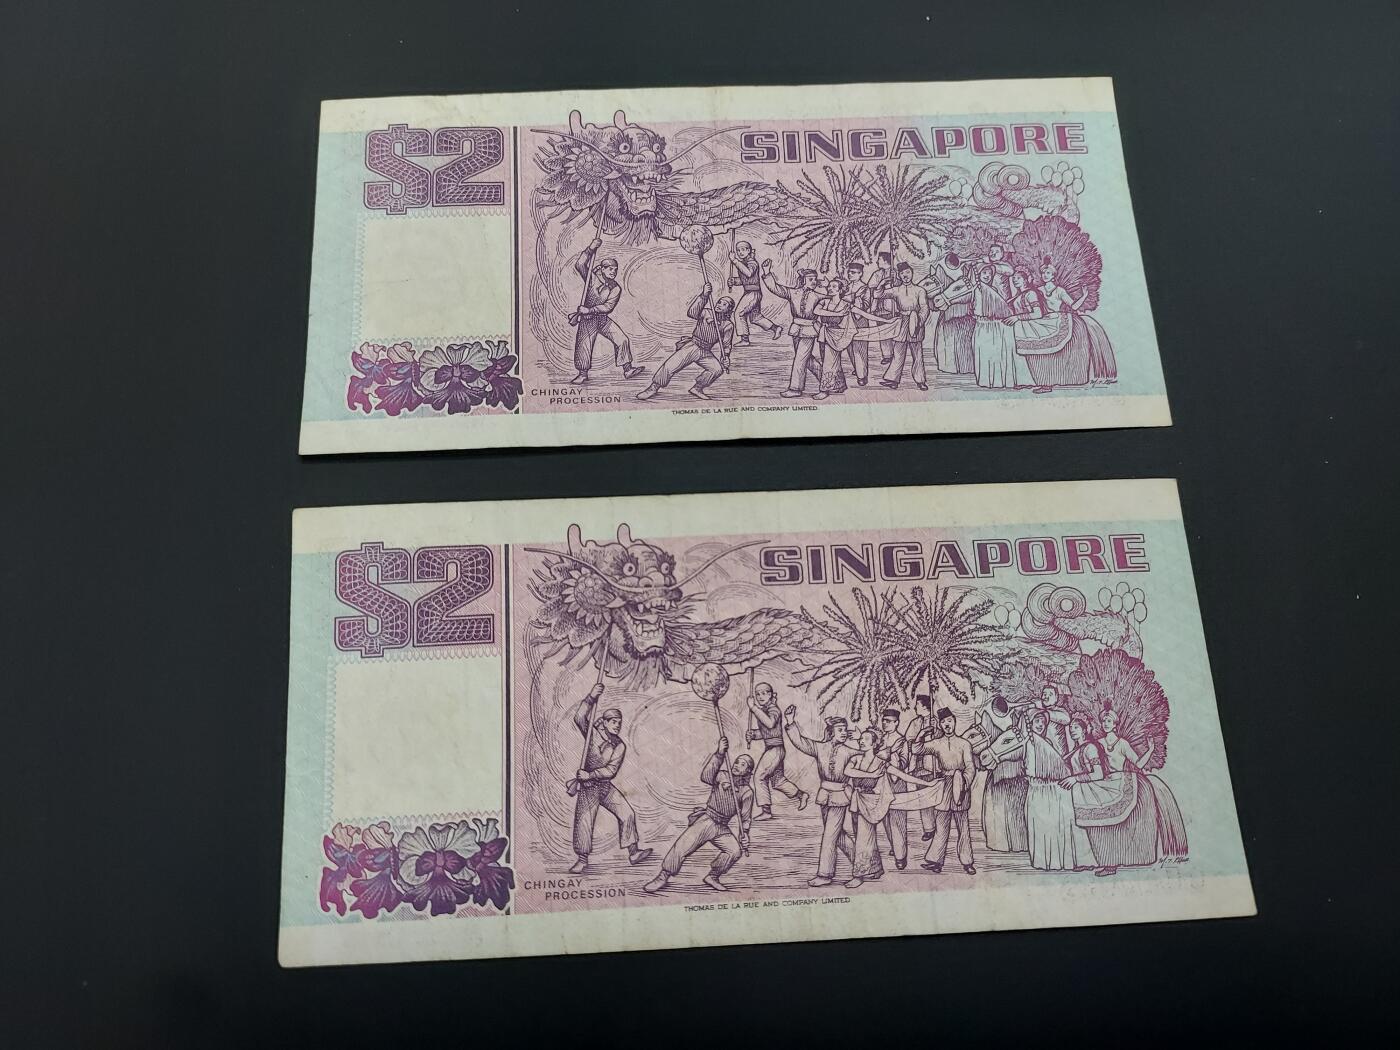 $2
SINGAPORE
CHINGAY
PROCESSION
THOMAS DE LA RUE AND COMPANY LIMITED.
$2
SINGAPORE
CHINGAY
PROCESSION
THOMAS DE LA RUE AND COMPANY LIMITED.